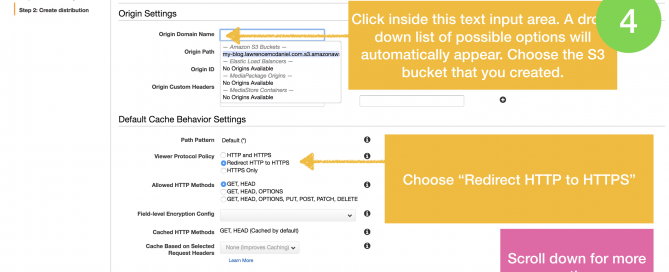 Step 2: Create distribution
Origin Settings
Click inside this text input area. A drop
down list of possible options will
automatically appear. Choose the S3
bucket that you created.
4
Origin Domain Name
— Amazon S3 Buckets —
my-blog.lawrencemcdaniel.com.s3.amazonaw
— Elastic Load Balancers —
No Origins Available
— MediaPackage Origins —
No Origins Available
— MediaStore Containers —
No Origins Available
Origin Path
Origin ID
Origin Custom Headers
Default Cache Behavior Settings
Path Pattern Default (*)
Viewer Protocol Policy HTTP and HTTPS
Redirect HTTP to HTTPS
HTTPS Only
Choose “Redirect HTTP to HTTPS”
Allowed HTTP Methods GET, HEAD
GET, HEAD, OPTIONS
GET, HEAD, OPTIONS, PUT, POST, PATCH, DELETE
Field-level Encryption Config
Cached HTTP Methods GET, HEAD (Cached by default)
Cache Based on Selected
Request Headers
None (Improves Caching)
Learn More
Scroll down for more